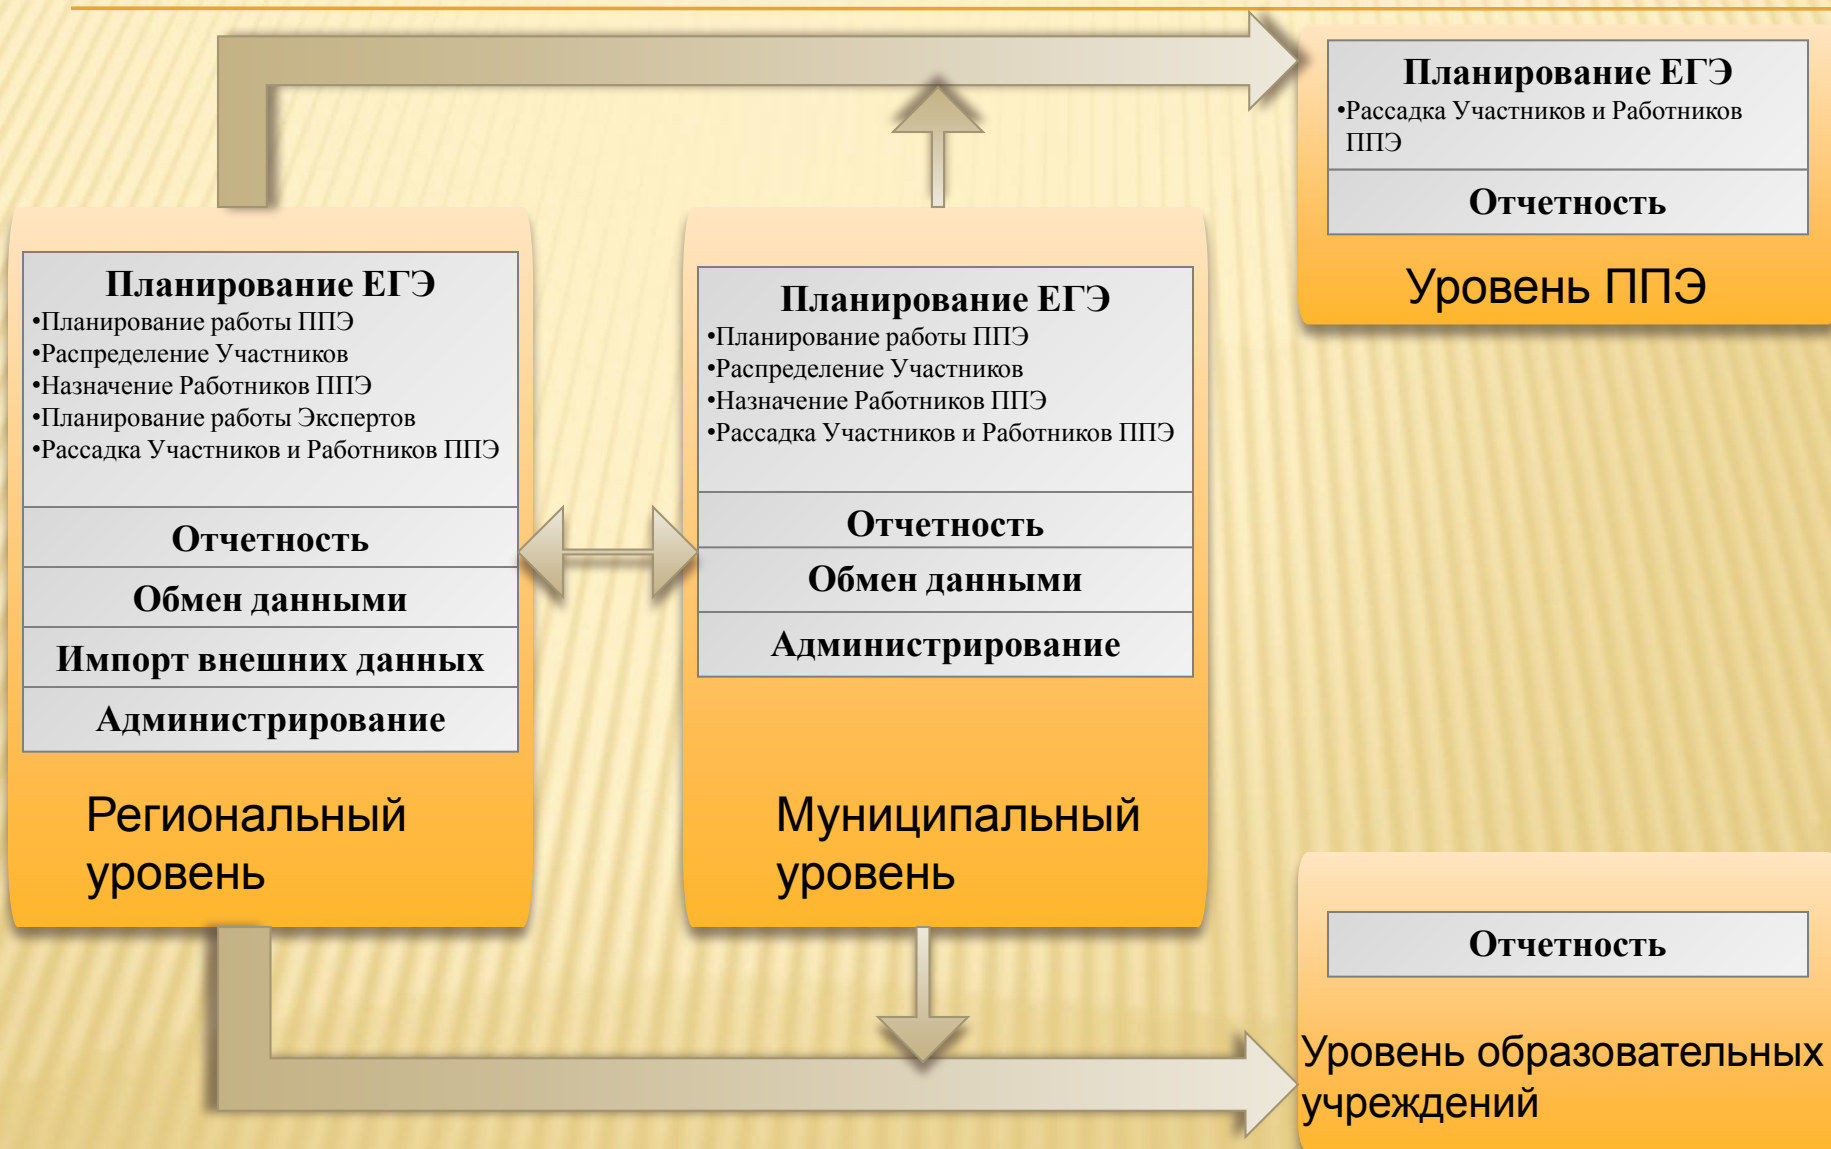 Планирование ЕГЭ
•Планирование работы ППЭ
•Распределение Участников
•Назначение Работников ППЭ
•Планирование работы Экспертов
•Рассадка Участников и Работников ППЭ
Отчетность
Обмен данными
Импорт внешних данных
Администрирование
Региональный
уровень
Планирование ЕГЭ
•Планирование работы ППЭ
•Распределение Участников
•Назначение Работников ППЭ
•Рассадка Участников и Работников ППЭ
Отчетность
Обмен данными
Администрирование
Муниципальный
уровень
Планирование ЕГЭ
•Рассадка Участников и Работников
ППЭ
Отчетность
Уровень ППЭ
Отчетность
Уровень образовательных
учреждений